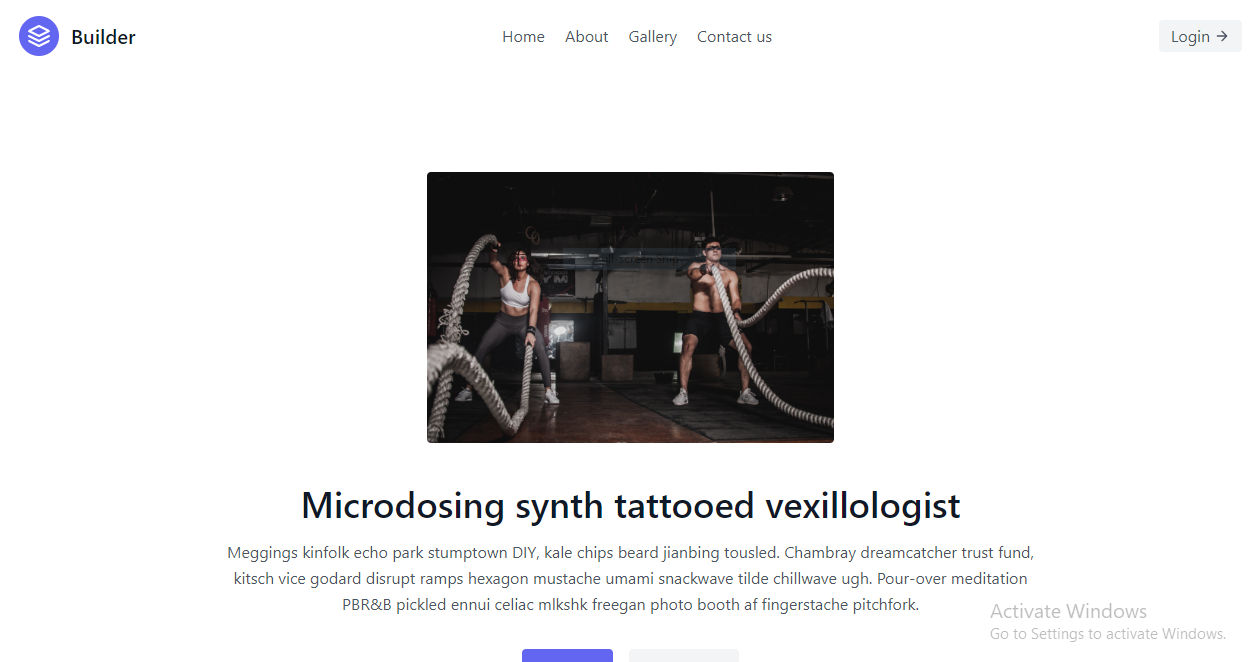 Builder
Home
About
Gallery
Contact us
Login →
Microdosing synth tattooed vexillologist
Meggings kinfolk echo park stumptown DIY, kale chips beard jianbing tousled. Chambray dreamcatcher trust fund,
kitsch vice godard disrupt ramps hexagon mustache umami snackwave tilde chillwave ugh. Pour-over meditation
PBR&B pickled ennui celiac mlkshk freegan photo booth af fingerstache pitchfork.
Activate Windows
Go to Settings to activate Windows.